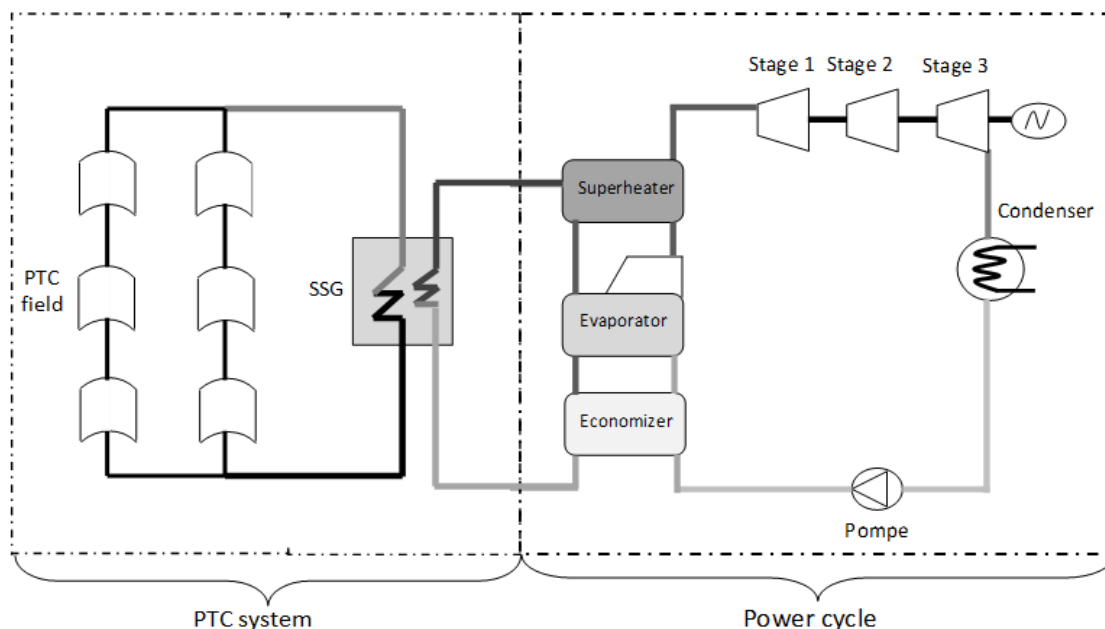 Stage 1
Stage 2
Stage 3
Superheater
Condenser
PTC
field
SSG
Evaporator
Economizer
Pompe
PTC system
Power cycle